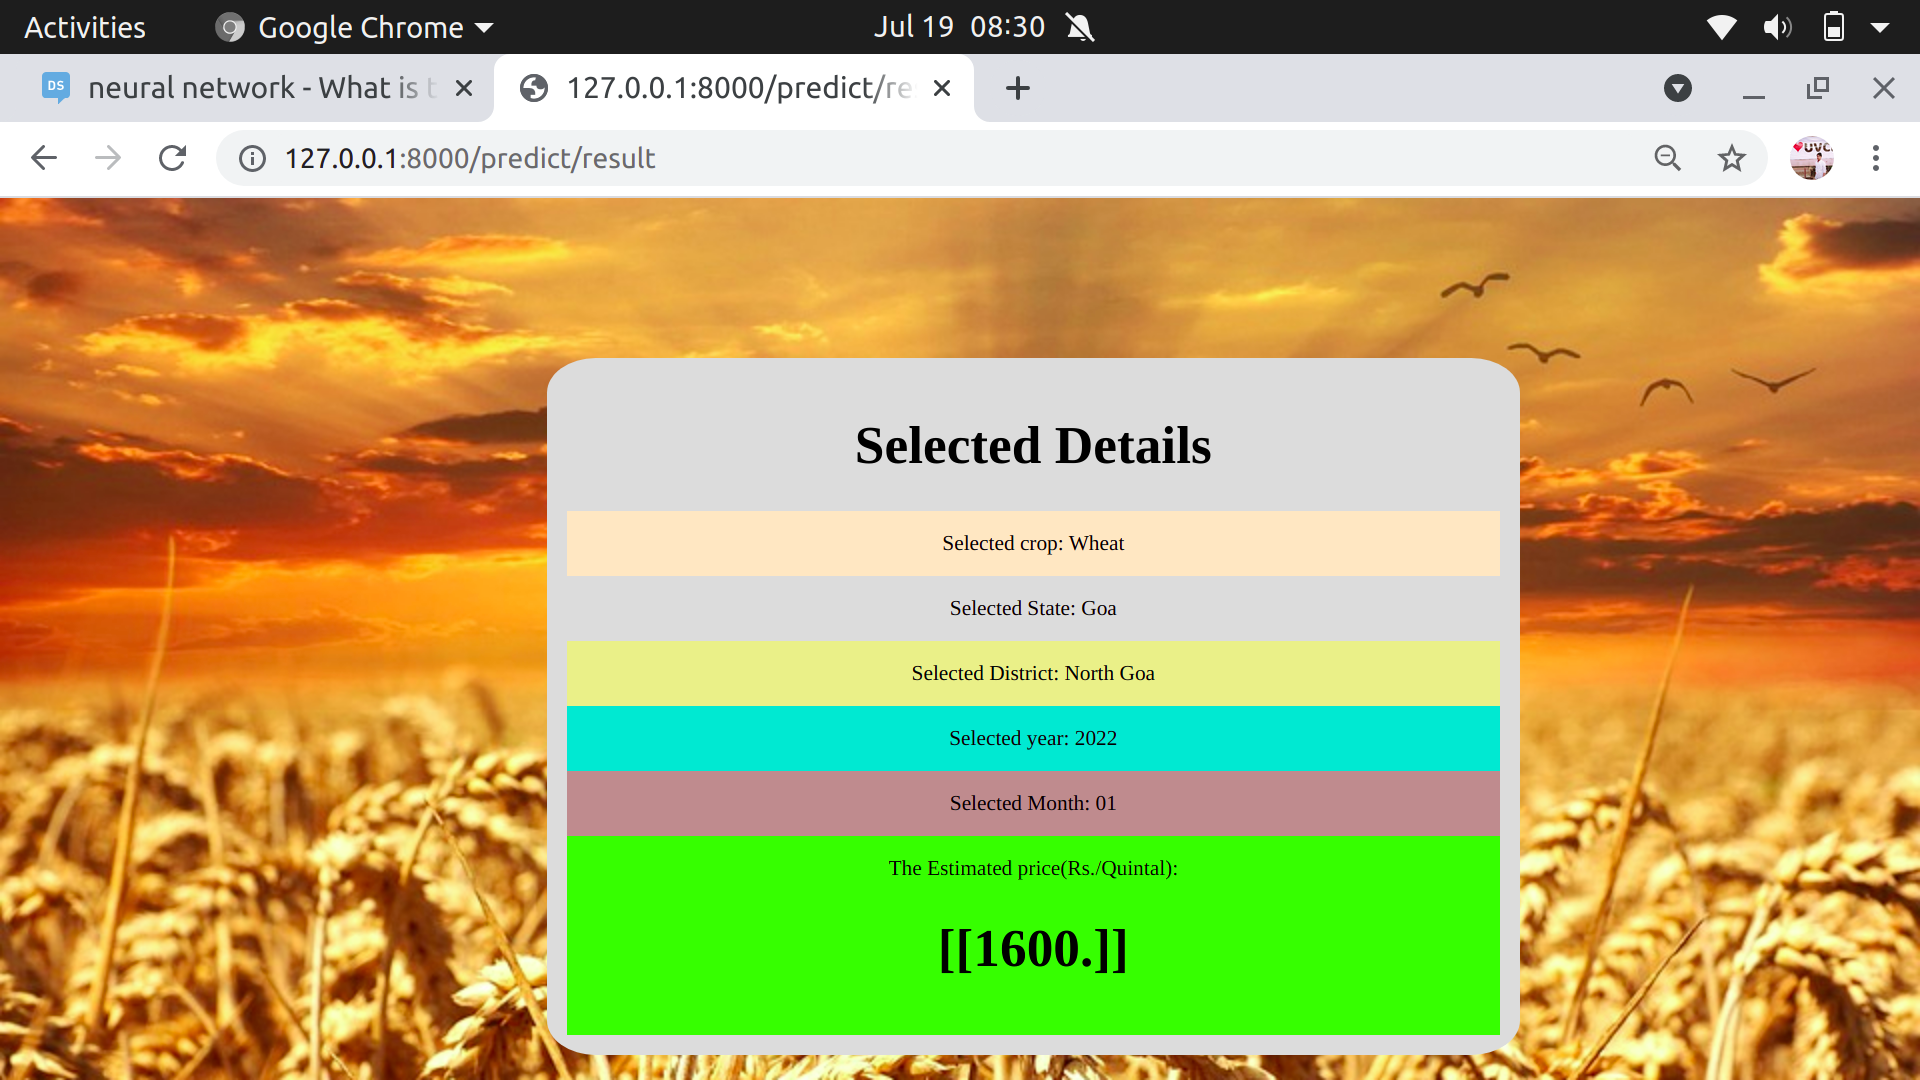 Activities
Google Chrome
Jul 19 08:30
DS
neural network - What is t
127.0.0.1:8000/predict/re
127.0.0.1:8000/predict/result
Selected Details
Selected crop: Wheat
Selected State: Goa
Selected District: North Goa
Selected year: 2022
Selected Month: 01
The Estimated price(Rs./Quintal):
[[1600.]]